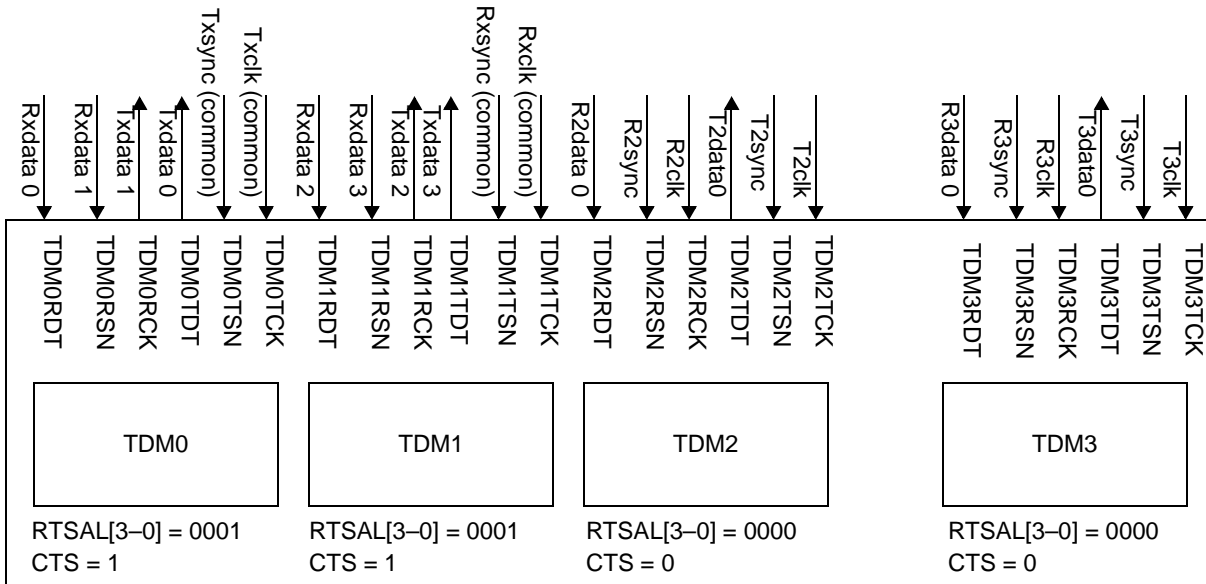 Rxdata 0
Rxdata 1
Txdata 1
Txdata 0
Txsync (common)
Txclk (common)
Rxdata 2
Rxdata 3
Txdata 2
Txdata 3
Rxsync (common)
Rxclk (common)
R2data 0
R2sync
R2clk
T2data0
T2sync
T2clk
R3data 0
R3sync
R3clk
T3data0
T3sync
T3clk
TDM0RDT
TDM0RSN
TDM0RCK
TDM0TDT
TDM0TSN
TDM0TCK
TDM1RDT
TDM1RSN
TDM1RCK
TDM1TDT
TDM1TSN
TDM1TCK
TDM2RDT
TDM2RSN
TDM2RCK
TDM2TDT
TDM2TSN
TDM2TCK
TDM3RDT
TDM3RSN
TDM3RCK
TDM3TDT
TDM3TSN
TDM3TCK
TDM0
TDM1
TDM2
TDM3
RTSAL[3–0] = 0001
CTS = 1
RTSAL[3–0] = 0001
CTS = 1
RTSAL[3–0] = 0000
CTS = 0
RTSAL[3–0] = 0000
CTS = 0